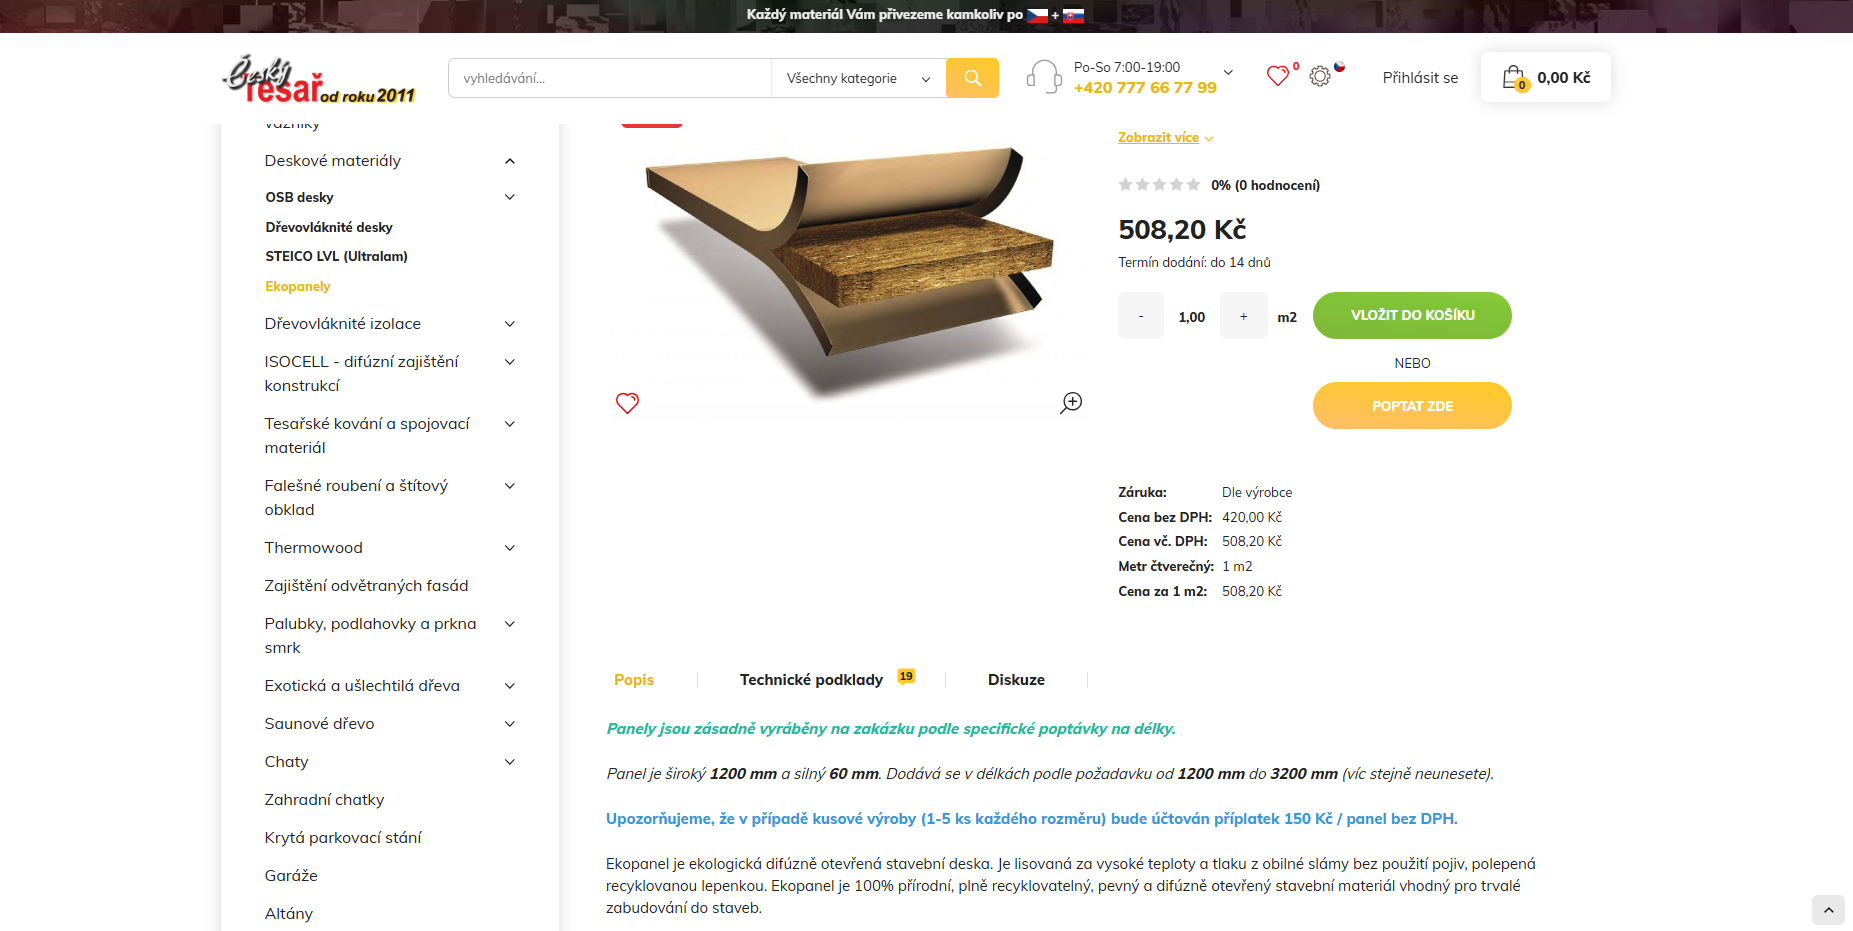 Každý materiál Vám přivezeme kamkoliv po + 
Český tesař od roku 2011
vyhledávání...
Všechny kategorie
Po-So 7:00-19:00
+420 777 66 77 99
0
Přihlásit se
0
0,00 Kč
vazníky
Deskové materiály
OSB desky
Dřevovláknité desky
STEICO LVL (Ultralam)
Ekopanely
Dřevovláknité izolace
ISOCELL - difúzní zajištění
konstrukcí
Tesařské kování a spojovací
materiál
Falešné roubení a štítový
obklad
Thermowood
Zajištění odvětraných fasád
Palubky, podlahovky a prkna
smrk
Exotická a ušlechtilá dřeva
Saunové dřevo
Chaty
Zahradní chatky
Krytá parkovací stání
Garáže
Altány
Zobrazit více
0% (0 hodnocení)
508,20 Kč
Termín dodání: do 14 dnů
- 1,00 + m2
VLOŽIT DO KOŠÍKU
NEBO
POPTAT ZDE
Záruka: Dle výrobce
Cena bez DPH: 420,00 Kč
Cena vč. DPH: 508,20 Kč
Metr čtverečný: 1 m2
Cena za 1 m2: 508,20 Kč
Popis
Technické podklady 19
Diskuze
Panely jsou zásadně vyráběny na zakázku podle specifické poptávky na délky.
Panel je široký 1200 mm a silný 60 mm. Dodává se v délkách podle požadavku od 1200 mm do 3200 mm (víc stejně neunesete).
Upozorňujeme, že v případě kusové výroby (1-5 ks každého rozměru) bude účtován příplatek 150 Kč / panel bez DPH.
Ekopanel je ekologická difúzně otevřená stavební deska. Je lisovaná za vysoké teploty a tlaku z obilné slámy bez použití pojiv, polepená
recyklovanou lepenkou. Ekopanel je 100% přírodní, plně recyklovatelný, pevný a difúzně otevřený stavební materiál vhodný pro trvalé
zabudování do staveb.